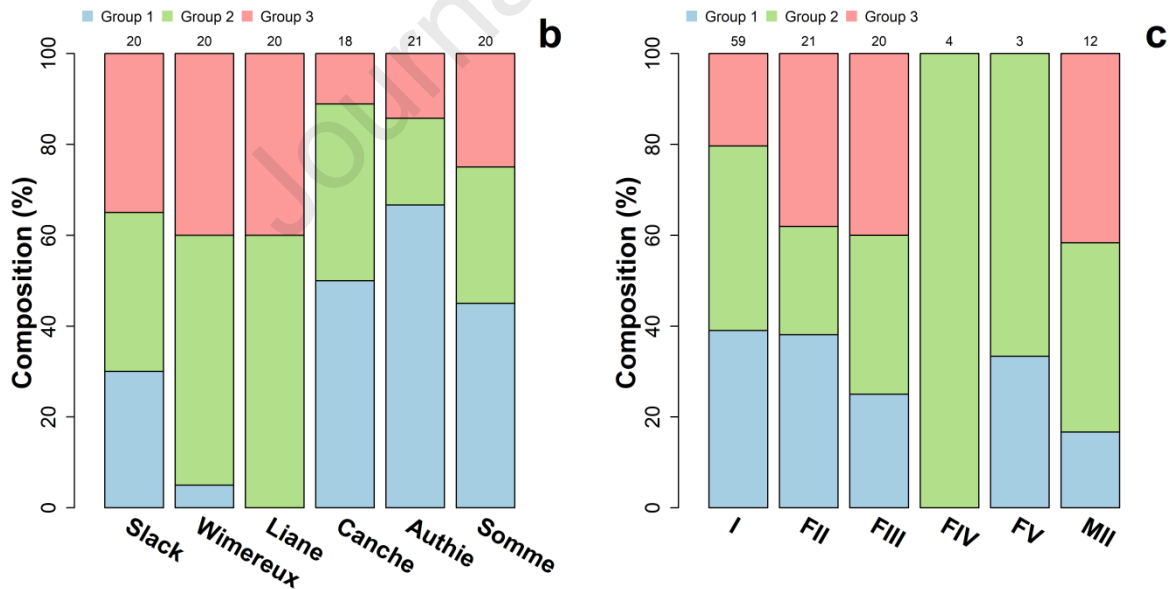 Group 1 Group 2 Group 3
b
20 20 20 18 21 20
Composition (%)
100
80
60
40
20
0
Slack Wimereux Liane Canche Authie Somme
Group 1 Group 2 Group 3
c
59 21 20 4 3 12
Composition (%)
100
80
60
40
20
0
I FII FIII FIV FV MII
Journa